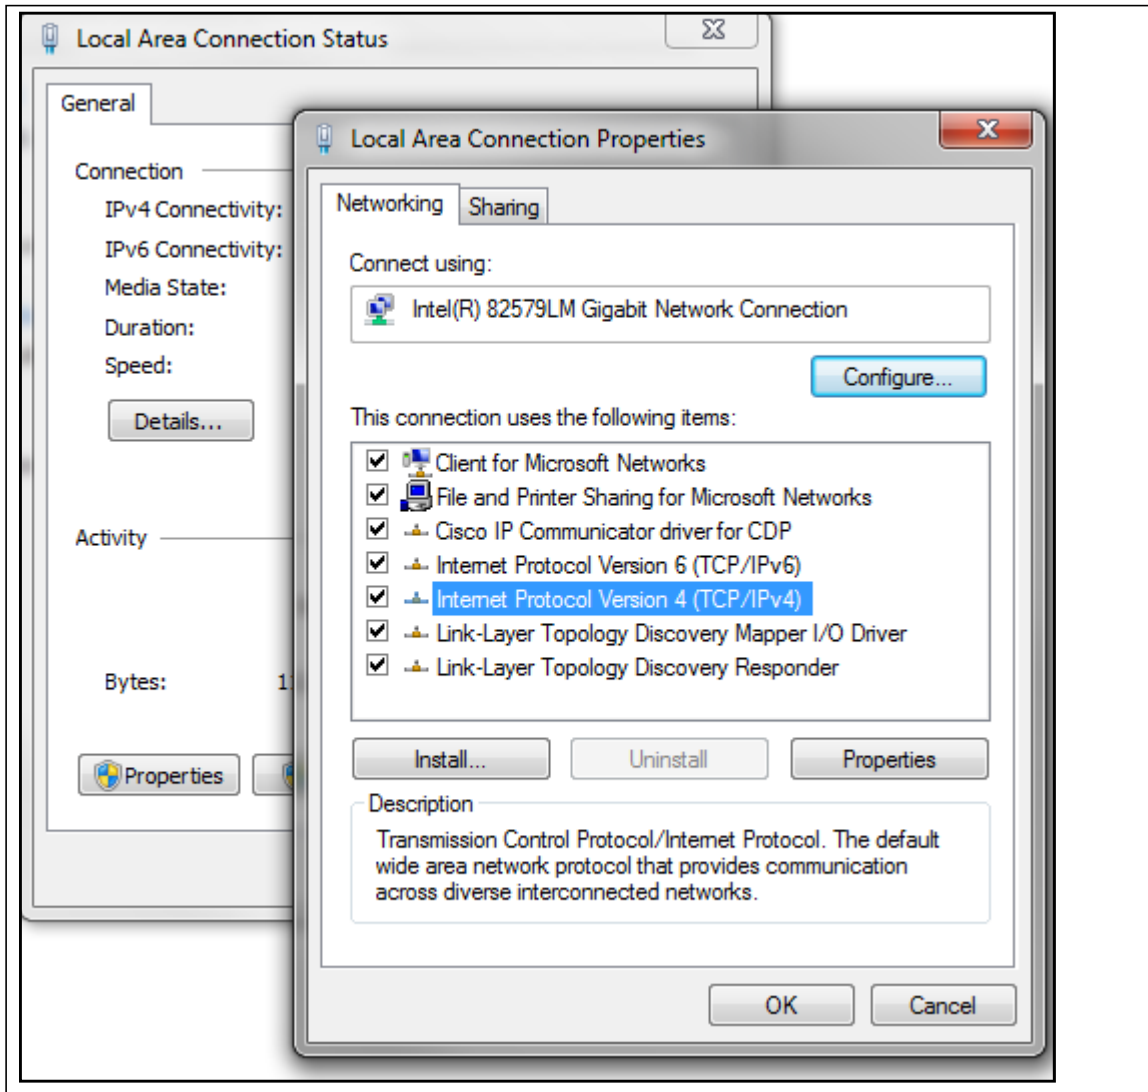 Local Area Connection Status
General
Connection
IPv4 Connectivity:
IPv6 Connectivity:
Media State:
Duration:
Speed:
Details...
Activity
Bytes:
Properties
Local Area Connection Properties
Networking
Sharing
Connect using:
Intel(R) 82579LM Gigabit Network Connection
Configure...
This connection uses the following items:
Client for Microsoft Networks
File and Printer Sharing for Microsoft Networks
Cisco IP Communicator driver for CDP
Internet Protocol Version 6 (TCP/IPv6)
Internet Protocol Version 4 (TCP/IPv4)
Link-Layer Topology Discovery Mapper I/O Driver
Link-Layer Topology Discovery Responder
Install...
Uninstall
Properties
Description
Transmission Control Protocol/Internet Protocol. The default
wide area network protocol that provides communication
across diverse interconnected networks.
OK
Cancel